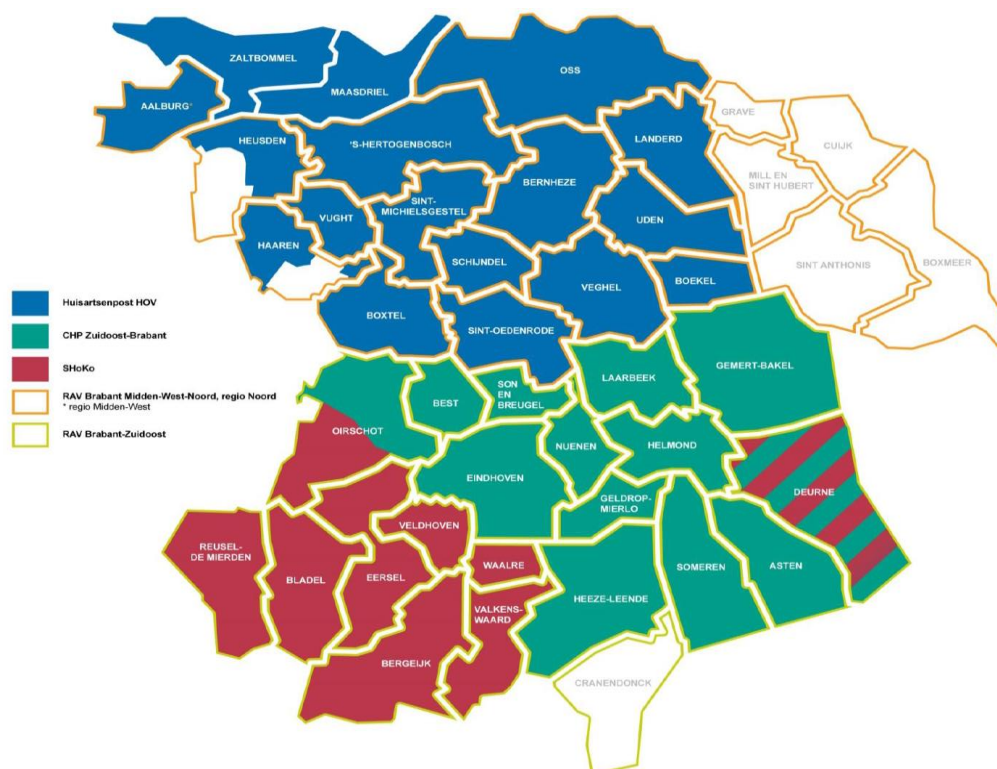 ZALTBOMMEL
MAASDRIEL
OSS
AALBURG*
HEUSDEN
'S-HERTOGENBOSCH
LANDERD
GRAVE
CUIJK
BERNHEZE
MILL EN
SINT HUBERT
SINT-
MICHIELSGESTEL
VUGHT
UDEN
HAAREN
SCHIJNDEL
SINT ANTHONIS
BOXMEER
VEGHEL
BOEKEL
BOXTEL
SINT-OEDENRODE
Huisartsenpost HOV
CHP Zuidoost-Brabant
SHoKo
RAV Brabant Midden-West-Noord, regio Noord
* regio Midden-West
RAV Brabant-Zuidoost
GEMERT-BAKEL
LAARBEEK
SON
EN
BREUGEL
BEST
OIRSCHOT
NUENEN
HELMOND
EINDHOVEN
DEURNE
GELDROP-
MIERLO
VELDHOVEN
REUSEL-
DE MIERDEN
BLADEL
EERSEL
WAALRE
SOMEREN
ASTEN
HEEZE-LEENDE
VALKENS-
WAARD
BERGEIJK
CRANENDONCK